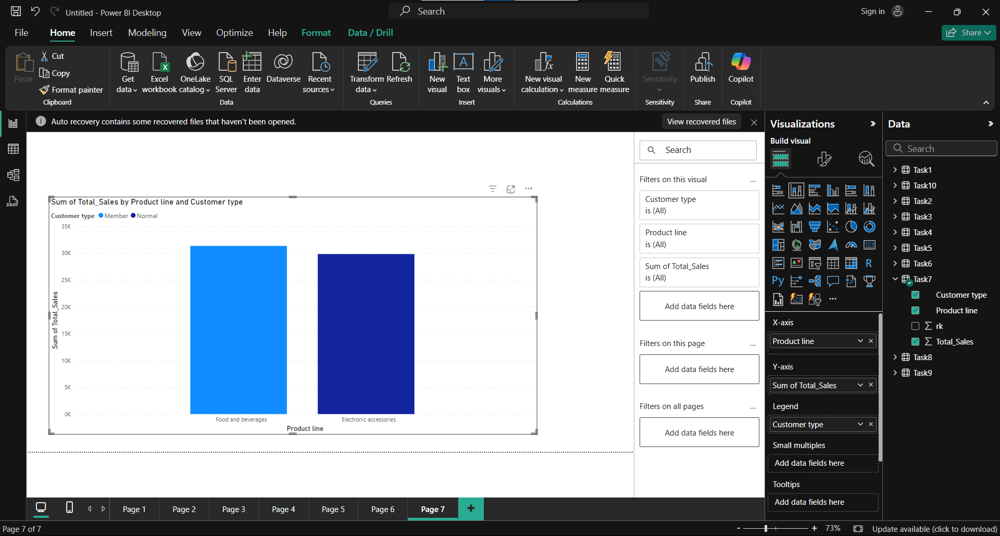 Untitled - Power BI Desktop
Search
Sign in
File
Home
Insert
Modeling
View
Optimize
Help
Format
Data / Drill
Share
Paste
Cut
Copy
Format painter
Clipboard
Get data
Excel workbook
OneLake catalog
SQL Server
Enter data
Dataverse
Recent sources
Data
Transform data
Refresh
Queries
New visual
Text box
More visuals
Insert
New visual calculation
New measure
Quick measure
Calculations
Sensitivity
Sensitivity
Publish
Share
Copilot
Copilot
Auto recovery contains some recovered files that haven't been opened.
View recovered files
DAX
Sum of Total_Sales by Product line and Customer type
Customer type Member Normal
35K
30K
25K
20K
15K
10K
5K
0K
Sum of Total_Sales
Food and beverages
Electronic accessories
Product line
Search
Filters on this visual
...
Customer type
is (All)
Product line
is (All)
Sum of Total_Sales
is (All)
Add data fields here
Filters on this page
...
Add data fields here
Filters on all pages
...
Add data fields here
Visualizations
Build visual
123
R
Py
123
X-axis
Product line
Y-axis
Sum of Total_Sales
Legend
Customer type
Small multiples
Add data fields here
Tooltips
Add data fields here
Data
Search
Task1
Task10
Task2
Task3
Task4
Task5
Task6
Task7
Customer type
Product line
∑ rk
∑ Total_Sales
Task8
Task9
Page 1
Page 2
Page 3
Page 4
Page 5
Page 6
Page 7
+
Page 7 of 7
- + 73%
Update available (click to download)